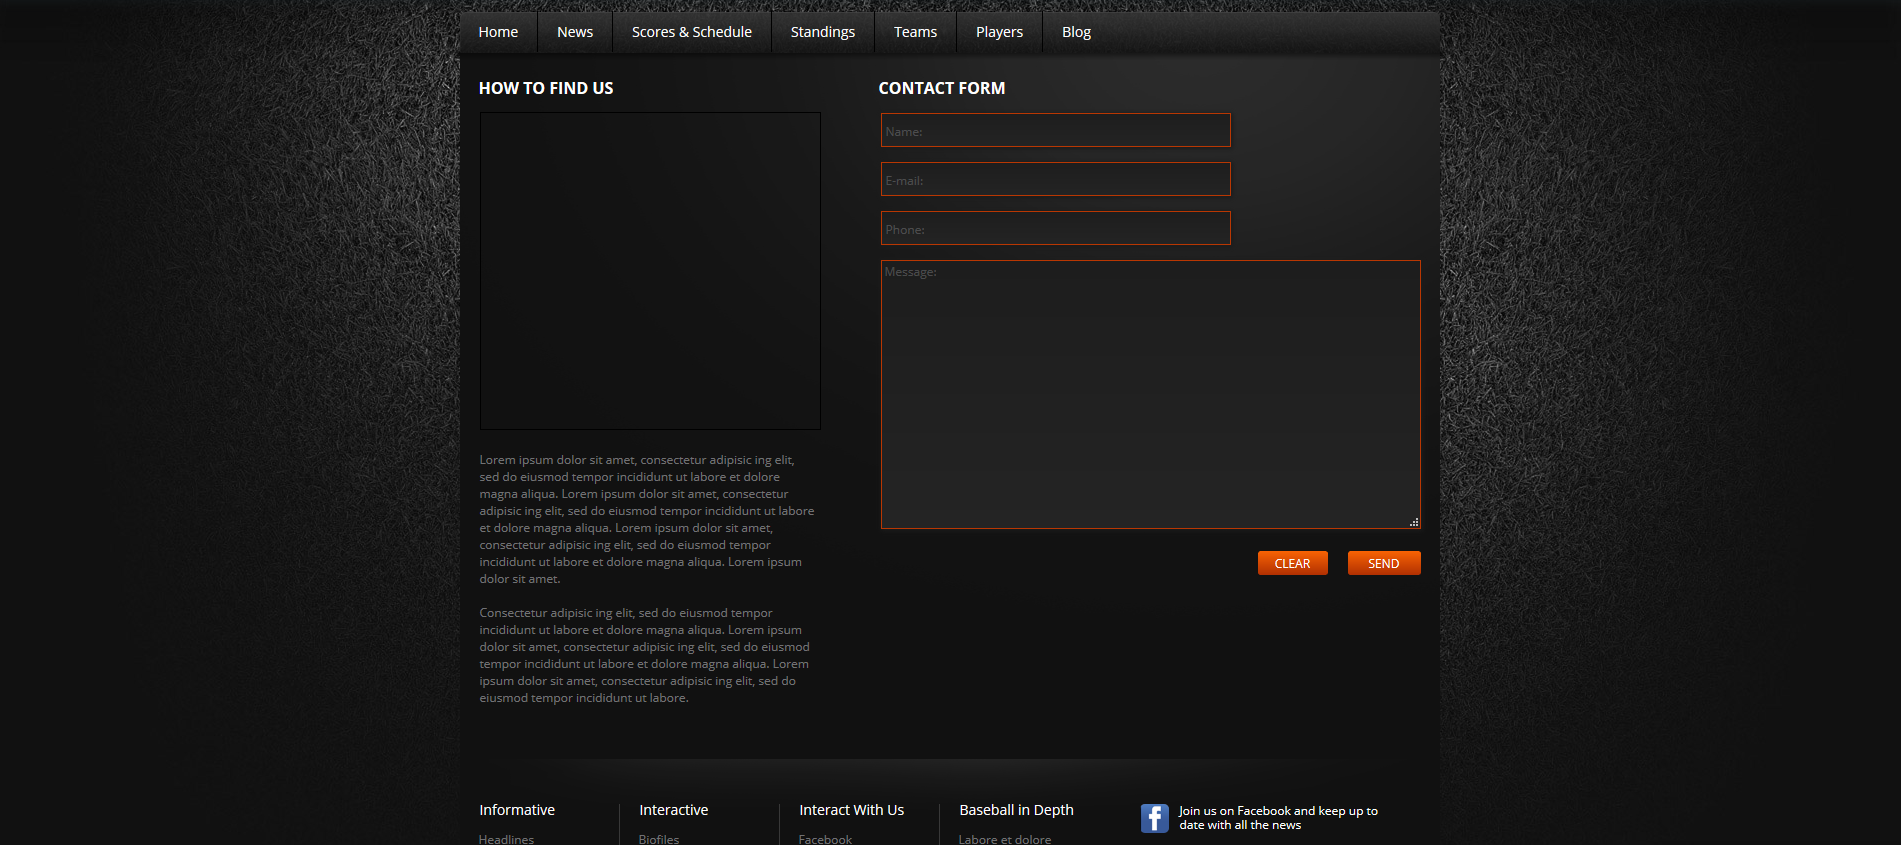 Home
News
Scores & Schedule
Standings
Teams
Players
Blog
HOW TO FIND US
Lorem ipsum dolor sit amet, consectetur adipisic ing elit,
sed do eiusmod tempor incididunt ut labore et dolore
magna aliqua. Lorem ipsum dolor sit amet, consectetur
adipisic ing elit, sed do eiusmod tempor incididunt ut labore
et dolore magna aliqua. Lorem ipsum dolor sit amet,
consectetur adipisic ing elit, sed do eiusmod tempor
incididunt ut labore et dolore magna aliqua. Lorem ipsum
dolor sit amet.
Consectetur adipisic ing elit, sed do eiusmod tempor
incididunt ut labore et dolore magna aliqua. Lorem ipsum
dolor sit amet, consectetur adipisic ing elit, sed do eiusmod
tempor incididunt ut labore et dolore magna aliqua. Lorem
ipsum dolor sit amet, consectetur adipisic ing elit, sed do
eiusmod tempor incididunt ut labore.
CONTACT FORM
Name:
E-mail:
Phone:
Message:
CLEAR
SEND
Informative
Headlines
Interactive
Biofiles
Interact With Us
Facebook
Baseball in Depth
Labore et dolore
Join us on Facebook and keep up to
date with all the news